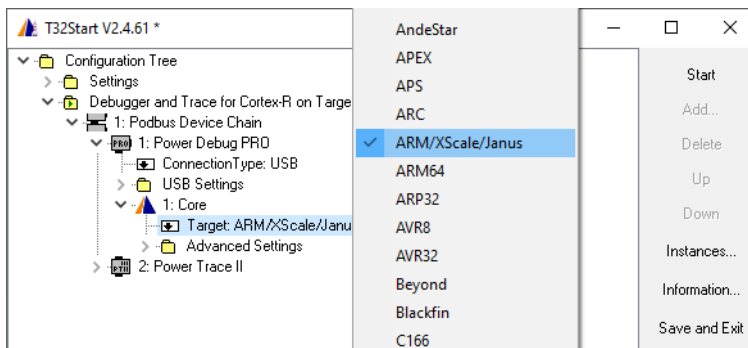 T32Start V2.4.61 *
Configuration Tree
Settings
Debugger and Trace for Cortex-R on Targe
1: Podbus Device Chain
PRO 1: Power Debug PRO
ConnectionType: USB
USB Settings
1: Core
Target: ARM/XScale/Janu
Advanced Settings
PTII 2: Power Trace II
AndeStar
APEX
APS
ARC
ARM/XScale/Janus
ARM64
ARP32
AVR8
AVR32
Beyond
Blackfin
C166
Start
Add...
Delete
Up
Down
Instances...
Information...
Save and Exit